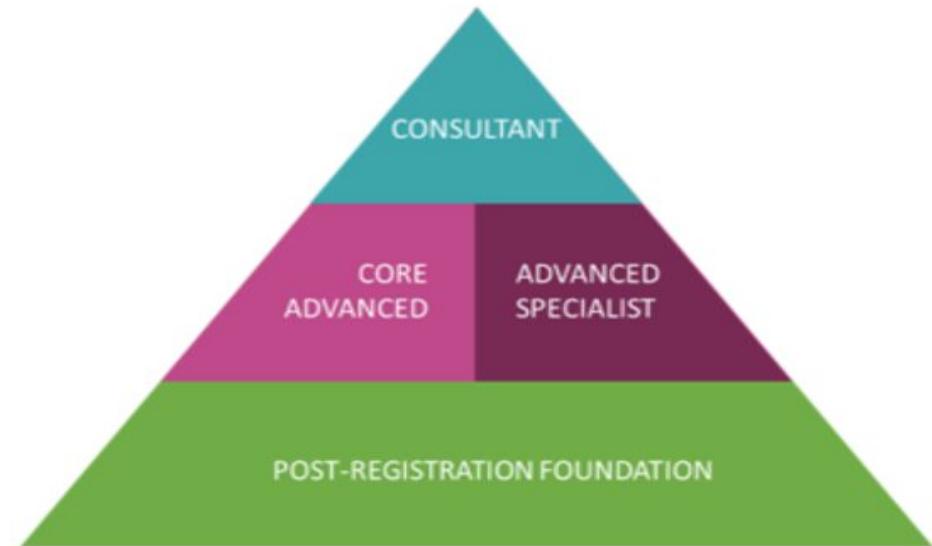 CONSULTANT
CORE
ADVANCED
ADVANCED
SPECIALIST
POST-REGISTRATION FOUNDATION